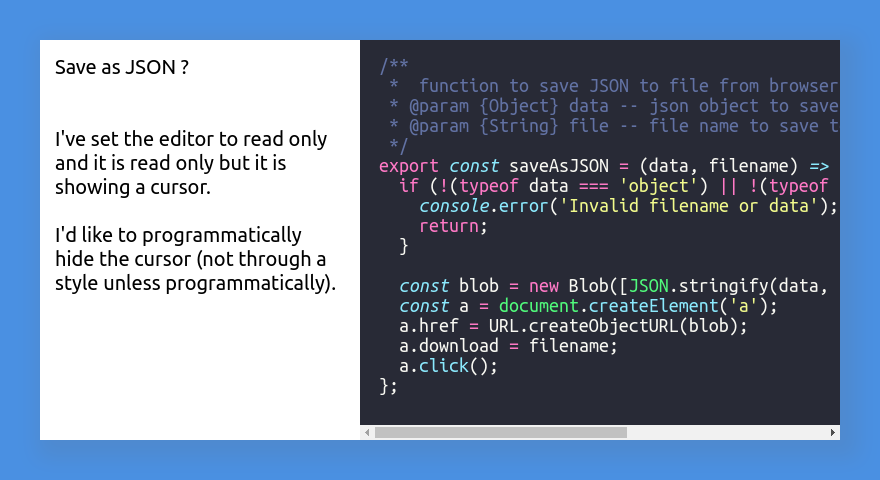 Save as JSON ?
I've set the editor to read only
and it is read only but it is
showing a cursor.
I'd like to programmatically
hide the cursor (not through a
style unless programmatically).
/**
 *  function to save JSON to file from browser
 * @param {Object} data -- json object to save
 * @param {String} file -- file name to save t
 */
export const saveAsJSON = (data, filename) =>
  if (!(typeof data === 'object') || !(typeof
    console.error('Invalid filename or data');
    return;
  }
  const blob = new Blob([JSON.stringify(data,
  const a = document.createElement('a');
  a.href = URL.createObjectURL(blob);
  a.download = filename;
  a.click();
};